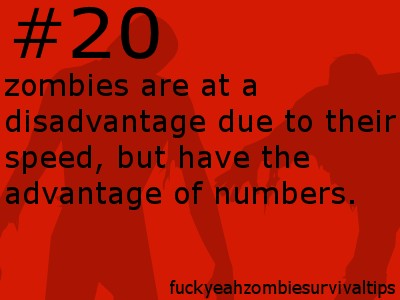 #20
zombies are at a
disadvantage due to their
speed, but have the
advantage of numbers.
fuckyeahzombiesurvivaltips